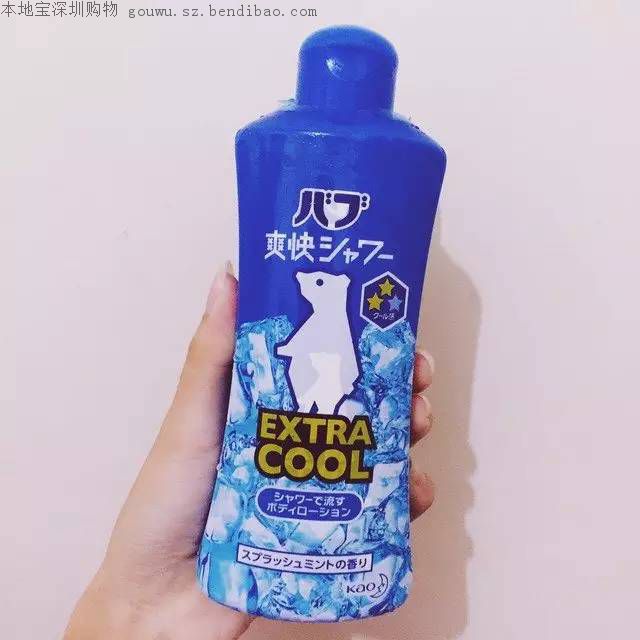 本地宝深圳购物 gouwu.sz.bendibao.com
バブ
爽快シャワー
クール感
EXTRA
COOL
シャワーで流す
ボディローション
スプラッシュミントの香り
Kao